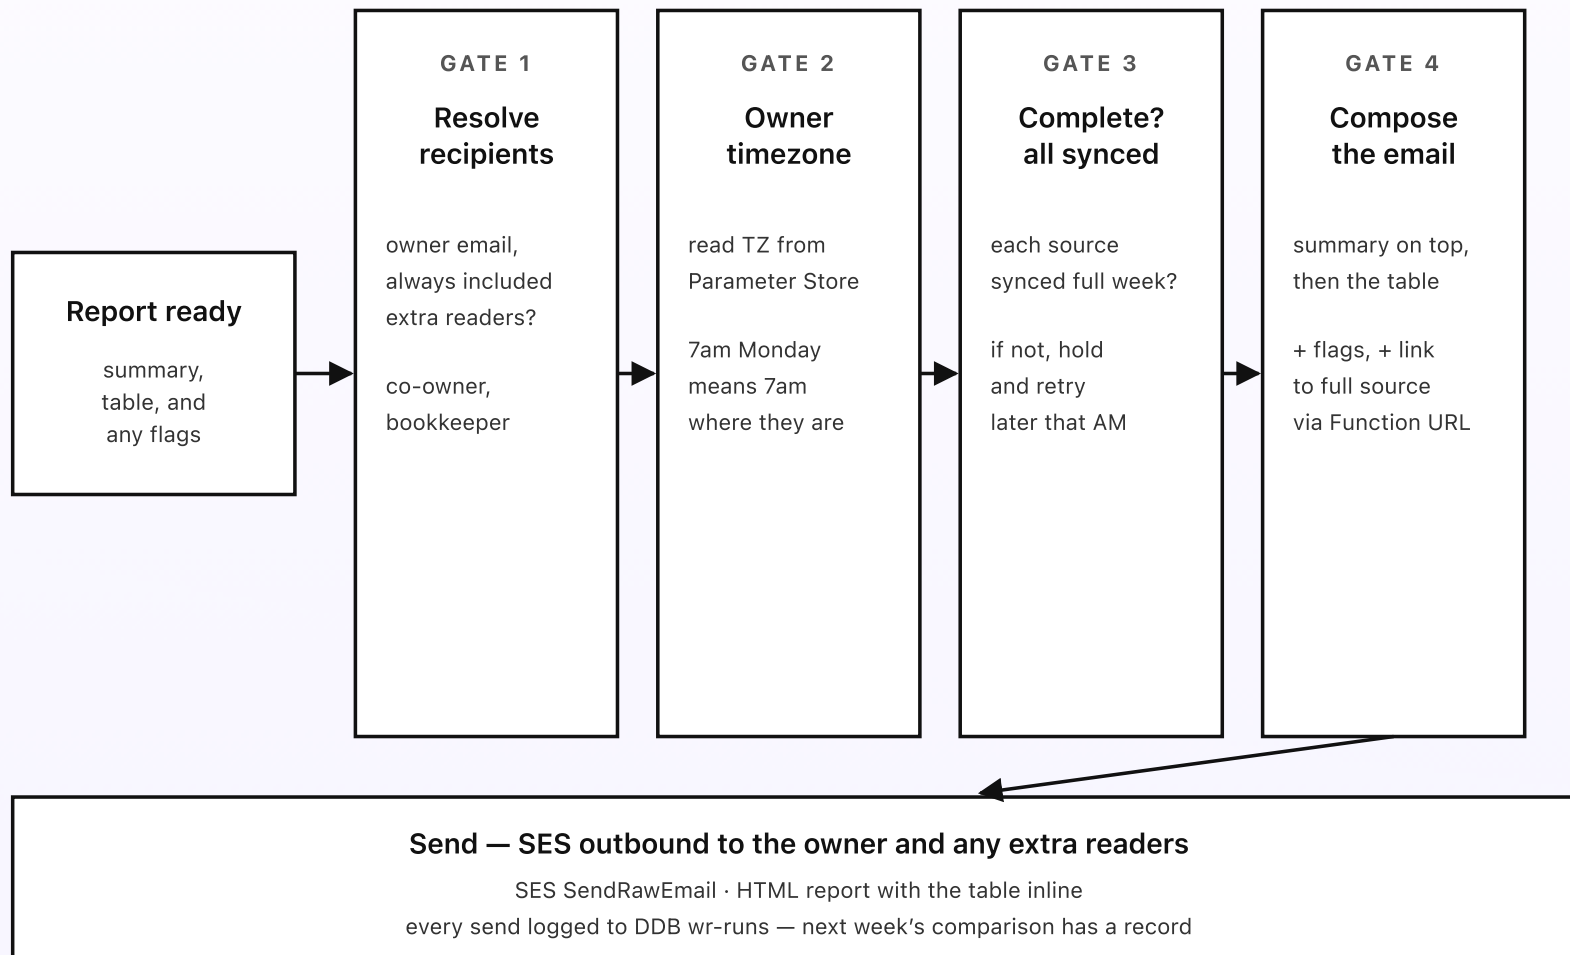 Report ready
summary,
table, and
any flags
GATE 1
Resolve
recipients
owner email,
always included
extra readers?
co-owner,
bookkeeper
GATE 2
Owner
timezone
read TZ from
Parameter Store
7am Monday
means 7am
where they are
GATE 3
Complete?
all synced
each source
synced full week?
if not, hold
and retry
later that AM
GATE 4
Compose
the email
summary on top,
then the table
+ flags, + link
to full source
via Function URL
Send — SES outbound to the owner and any extra readers
SES SendRawEmail · HTML report with the table inline
every send logged to DDB wr-runs — next week’s comparison has a record